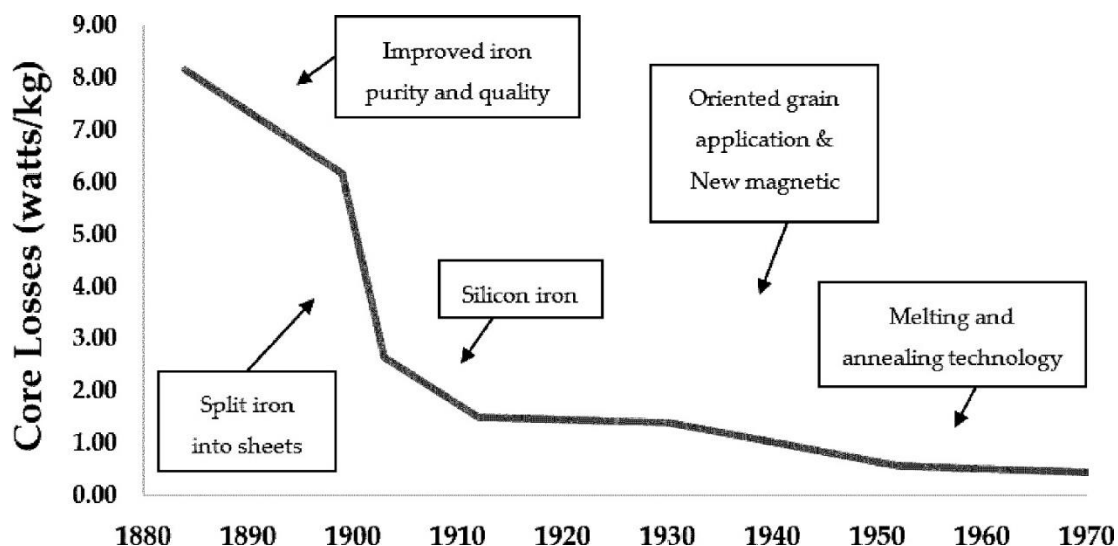 Core Losses (watts/kg)
9.00
8.00
7.00
6.00
5.00
4.00
3.00
2.00
1.00
0.00
Improved iron
purity and quality
Oriented grain
application &
New magnetic
Silicon iron
Melting and
annealing technology
Split iron
into sheets
1880 1890 1900 1910 1920 1930 1940 1950 1960 1970